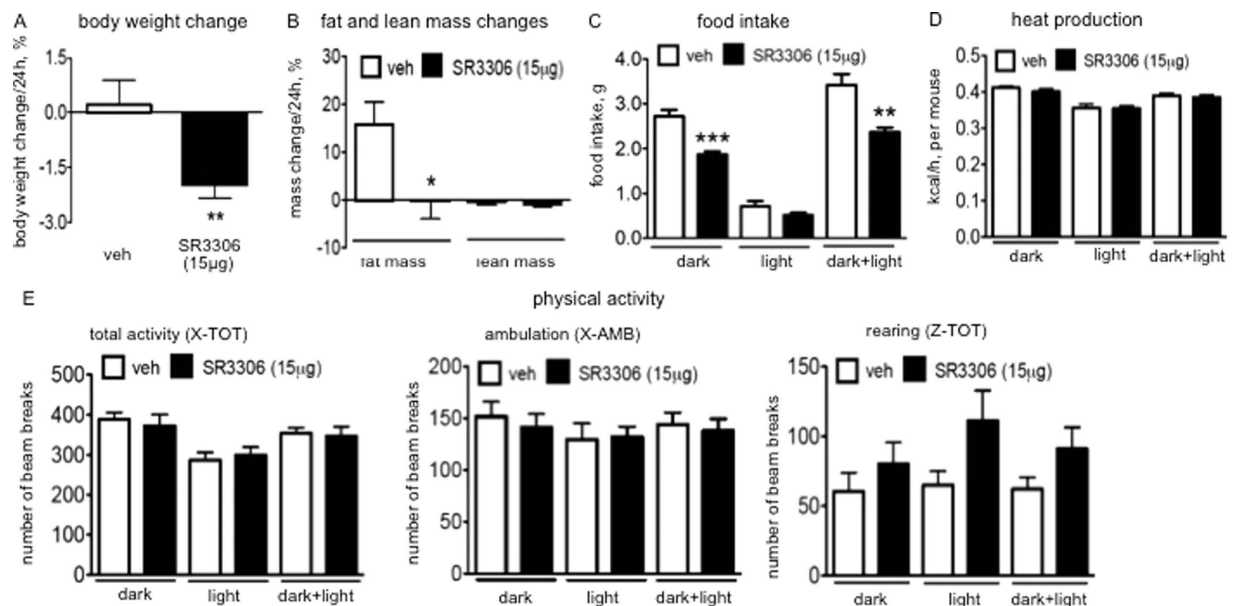 A body weight change
body weight change/24h, %
1.5
0.0
-1.5
-3.0
**
veh
SR3306
(15µg)
B fat and lean mass changes
mass change/24h, %
30
20
10
0
-10
veh SR3306 (15µg)
*
fat mass lean mass
C food intake
food intake, g
4.0
3.0
2.0
1.0
0.0
veh SR3306 (15µg)
***
**
dark light dark+light
D heat production
kcal/h, per mouse
0.5
0.4
0.3
0.2
0.1
0.0
veh SR3306 (15µg)
dark light dark+light
E physical activity
total activity (X-TOT)
number of beam breaks
500
400
300
200
100
0
veh SR3306 (15µg)
dark light dark+light
ambulation (X-AMB)
number of beam breaks
200
150
100
50
0
veh SR3306 (15µg)
dark light dark+light
rearing (Z-TOT)
number of beam breaks
150
100
50
0
veh SR3306 (15µg)
dark light dark+light